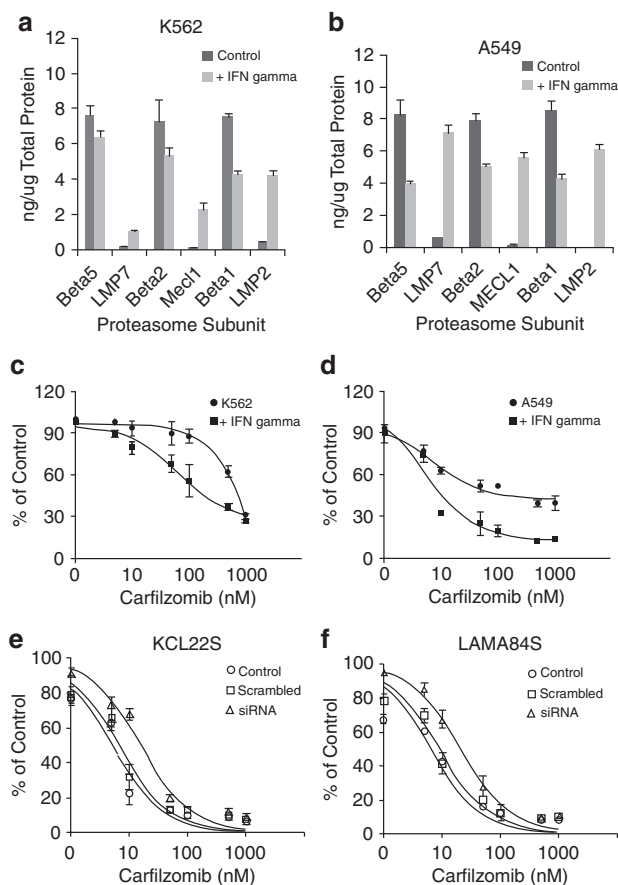 a
K562
Control
+ IFN gamma
ng/ug Total Protein
12
10
8
6
4
2
0
Beta5
LMP7
Beta2
Mecl1
Beta1
LMP2
Proteasome Subunit
b
A549
Control
+ IFN gamma
ng/ug Total Protein
12
10
8
6
4
2
0
Beta5
LMP7
Beta2
MECL1
Beta1
LMP2
Proteasome Subunit
c
K562
+ IFN gamma
% of Control
120
90
60
30
0
0 10 100 1000
Carfilzomib (nM)
d
A549
+ IFN gamma
% of Control
120
90
60
30
0
0 10 100 1000
Carfilzomib (nM)
e
KCL22S
Control
Scrambled
siRNA
% of Control
100
80
60
40
20
0
0 10 100 1000
Carfilzomib (nM)
f
LAMA84S
Control
Scrambled
siRNA
% of Control
100
80
60
40
20
0
0 10 100 1000
Carfilzomib (nM)